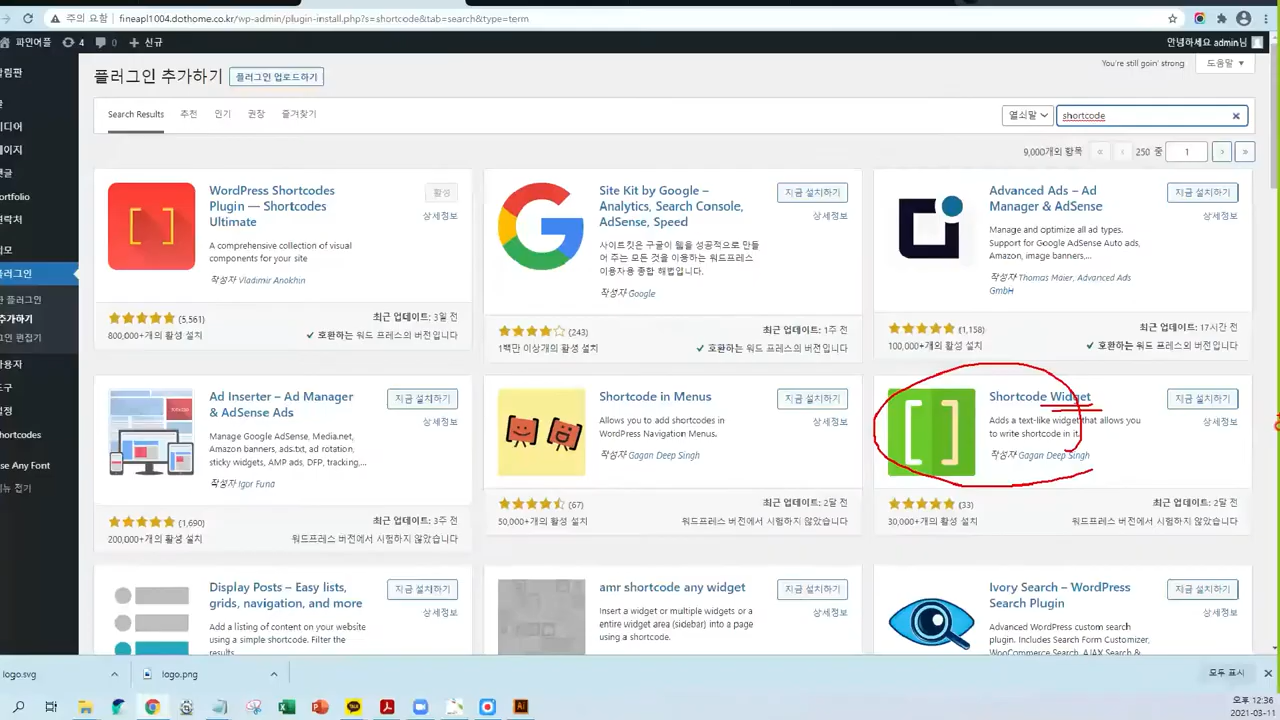 주의 요함
fineapl1004.dothome.co.kr/wp-admin/plugin-install.php?s=shortcode&tab=search&type=term
파인어플
4
0
신규
안녕하세요 admin님
플러그인 추가하기
플러그인 업로드하기
You're still goin' strong
도움말
Search Results
추천
인기
권장
즐겨찾기
열쇠말
shortcode
9,000개의 항목
«
‹
250 중
1
›
»
WordPress Shortcodes
Plugin — Shortcodes
Ultimate
활성
상세정보
A comprehensive collection of visual
components for your site
작성자 Vladimir Anokhin
(5,561)
최근 업데이트: 3월 전
800,000+개의 활성 설치
호환하는 워드 프레스의 버전입니다
Site Kit by Google –
Analytics, Search Console,
AdSense, Speed
지금 설치하기
상세정보
사이트킷은 구글이 웹을 성공적으로 만들
어 주는 모든 것을 이용하는 워드프레스
이용자용 종합 해법입니다.
작성자 Google
(243)
최근 업데이트: 1주 전
1백만 이상개의 활성 설치
호환하는 워드 프레스의 버전입니다
Advanced Ads – Ad
Manager & AdSense
지금 설치하기
상세정보
Manage and optimize all ad types.
Support for Google AdSense Auto ads,
Amazon, image banners,...
작성자 Thomas Maier, Advanced Ads
GmbH
(1,158)
최근 업데이트: 17시간 전
100,000+개의 활성 설치
호환하는 워드 프레스의 버전입니다
Ad Inserter – Ad Manager
& AdSense Ads
지금 설치하기
상세정보
Manage Google AdSense, Media.net,
Amazon banners, ads.txt, ad rotation,
sticky widgets, AMP ads, DFP, tracking,...
작성자 Igor Funa
(1,690)
최근 업데이트: 3주 전
200,000+개의 활성 설치
워드프레스 버전에서 시험하지 않았습니다
Shortcode in Menus
지금 설치하기
상세정보
Allows you to add shortcodes in
WordPress Navigation Menus.
작성자 Gagan Deep Singh
(67)
최근 업데이트: 2달 전
50,000+개의 활성 설치
워드프레스 버전에서 시험하지 않았습니다
Shortcode Widget
지금 설치하기
상세정보
Adds a text-like widget that allows you
to write shortcode in it.
작성자 Gagan Deep Singh
(33)
최근 업데이트: 2달 전
30,000+개의 활성 설치
워드프레스 버전에서 시험하지 않았습니다
Display Posts – Easy lists,
grids, navigation, and more
지금 설치하기
상세정보
Add a listing of content on your website
using a simple shortcode. Filter the
results
amr shortcode any widget
지금 설치하기
상세정보
Insert a widget or multiple widgets or a
entire widget area (sidebar) into a page
using a shortcode.
Ivory Search – WordPress
Search Plugin
지금 설치하기
상세정보
Advanced WordPress custom search
plugin. Includes Search Form Customizer,
WooCommerce Search, AJAX Search &
logo.svg
logo.png
모두 표시
오후 12:36
2021-03-11